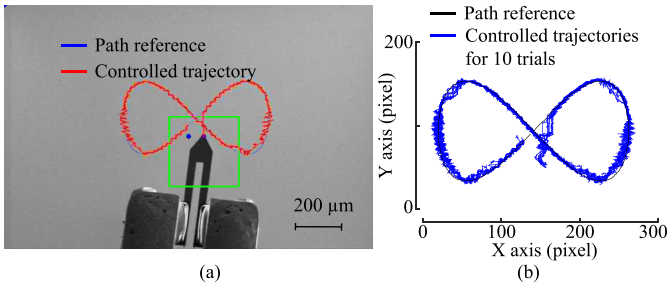 Path reference
Controlled trajectory
200 µm
(a)
(b)
Path reference
Controlled trajectories
for 10 trials
200
100
0
Y axis (pixel)
0
100
200
300
X axis (pixel)